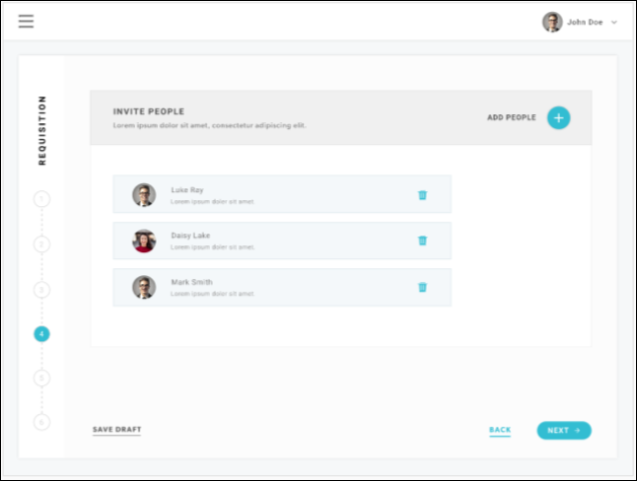 John Doe
REQUISITION
INVITE PEOPLE
Lorem ipsum dolor sit amet, consectetur adipiscing elit.
ADD PEOPLE
Luke Ray
Lorem ipsum dolor sit amet.
Daisy Lake
Lorem ipsum dolor sit amet.
Mark Smith
Lorem ipsum dolor sit amet.
1
2
3
4
5
6
SAVE DRAFT
BACK
NEXT